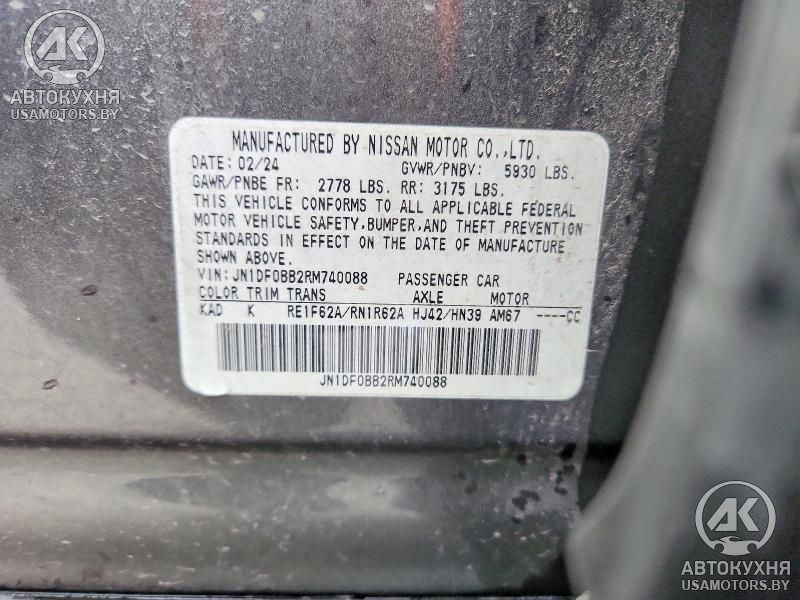 АК
АВТОКУХНЯ
USAMOTORS.BY
MANUFACTURED BY NISSAN MOTOR CO.,LTD.
DATE: 02/24 GVWR/PNBV: 5930 LBS.
GAWR/PNBE FR: 2778 LBS. RR: 3175 LBS.
THIS VEHICLE CONFORMS TO ALL APPLICABLE FEDERAL
MOTOR VEHICLE SAFETY,BUMPER,AND THEFT PREVENTION
STANDARDS IN EFFECT ON THE DATE OF MANUFACTURE
SHOWN ABOVE.
VIN: JN1DF0BB2RM740088 PASSENGER CAR
COLOR TRIM TRANS AXLE MOTOR
KAD K RE1F62A/RN1R62A HJ42/HN39 AM67 ----CC
JN1DF0BB2RM740088
АК
АВТОКУХНЯ
USAMOTORS.BY